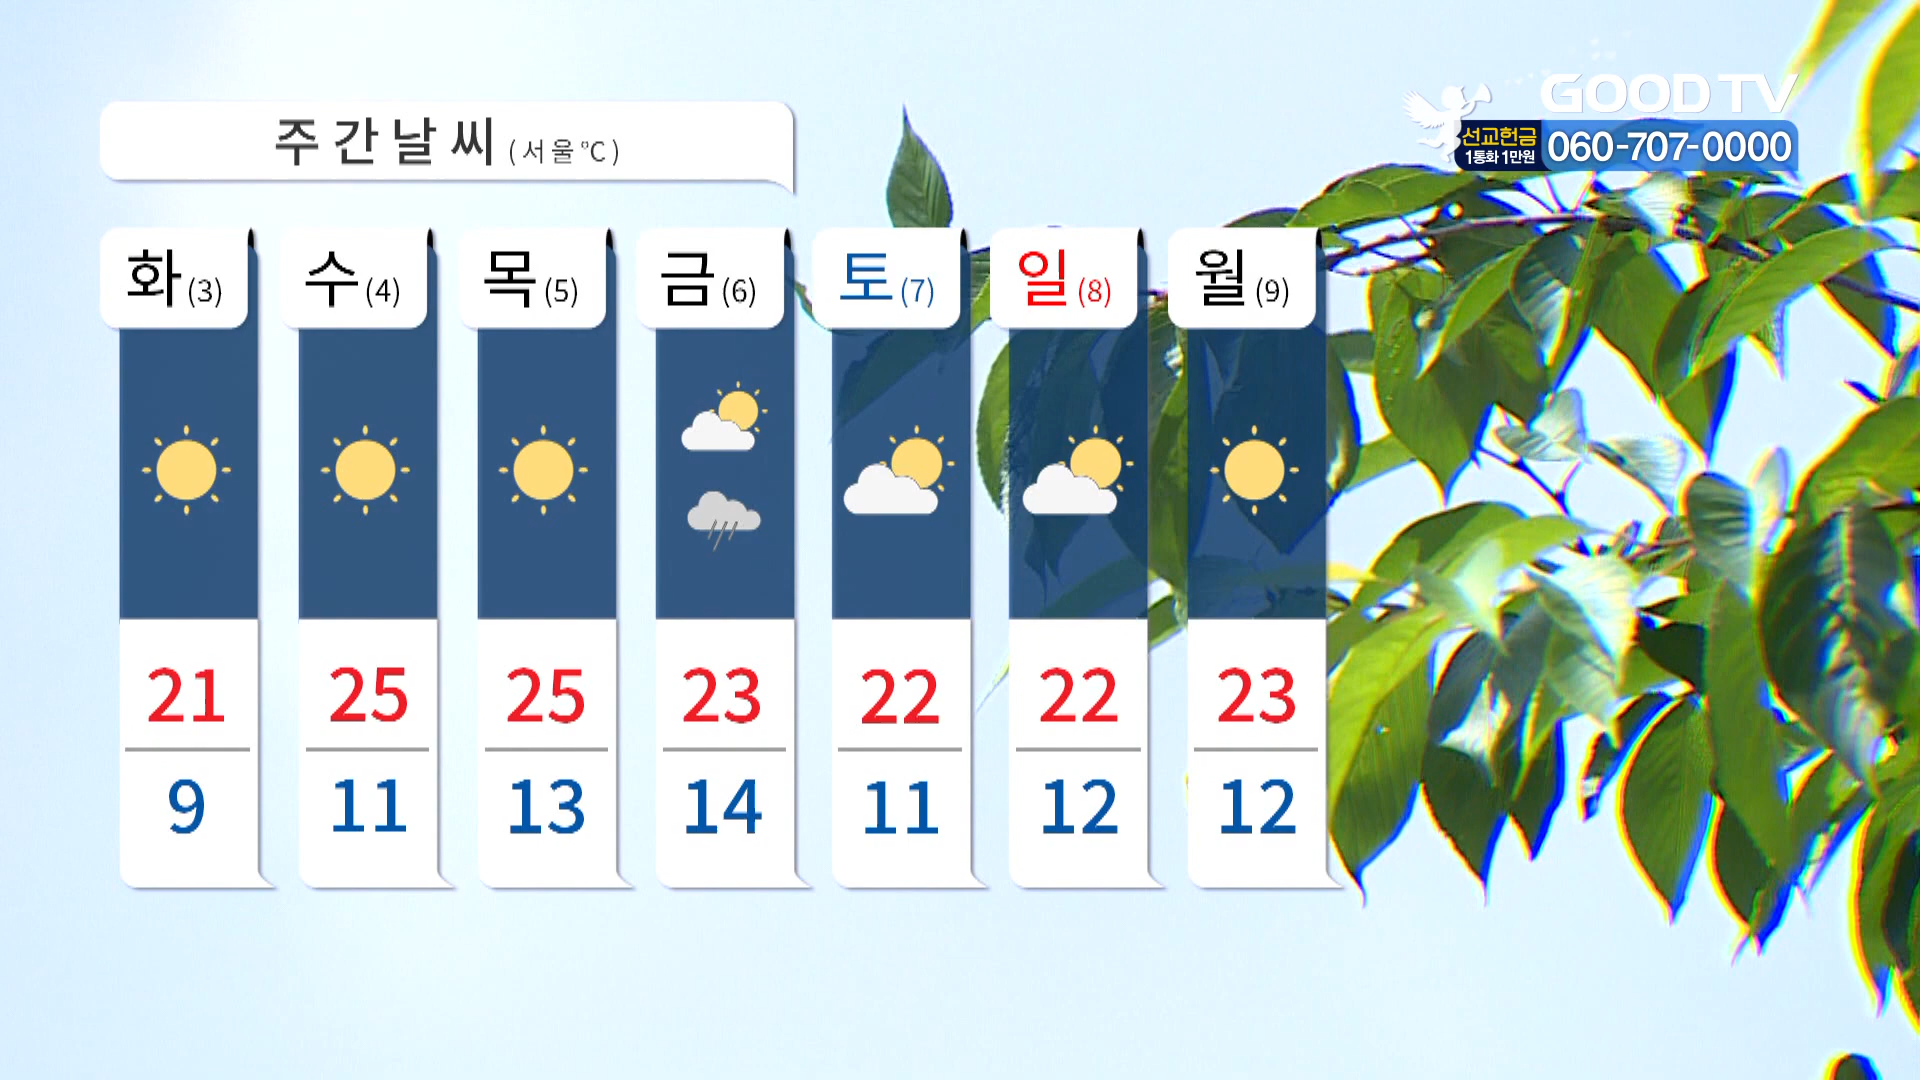 GOOD TV
선교헌금
1통화 1만원
060-707-0000
주간날씨 (서울℃)
화(3) 수(4) 목(5) 금(6) 토(7) 일(8) 월(9)
21 25 25 23 22 22 23
9 11 13 14 11 12 12